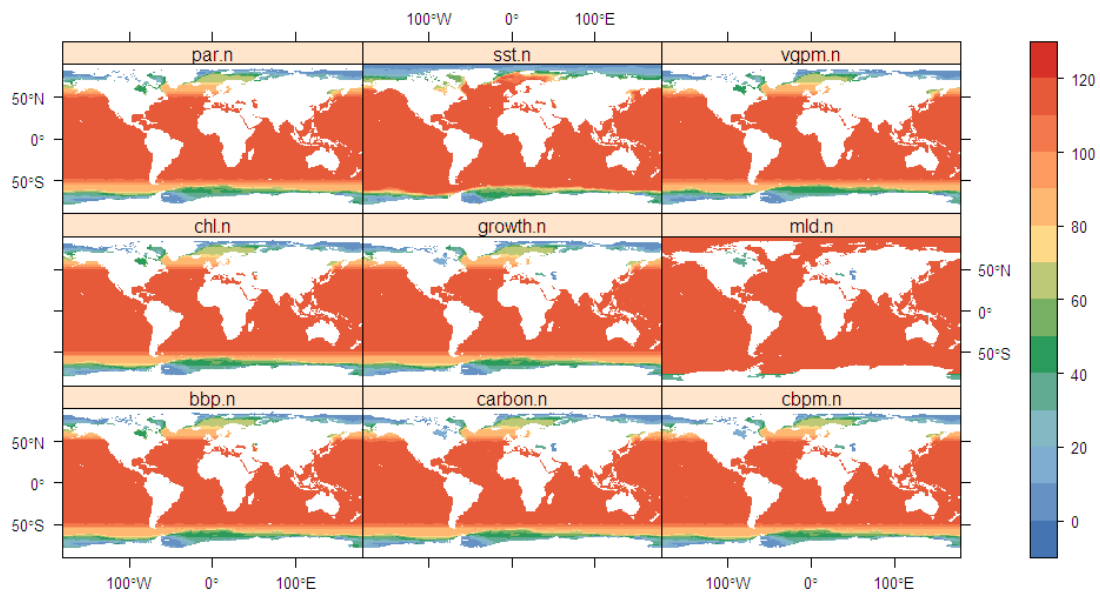 100°W 0° 100°E
par.n sst.n vgpm.n
50°N
0°
50°S
120
100
80
60
40
20
0
chl.n growth.n mld.n
50°N
0°
50°S
bbp.n carbon.n cbpm.n
50°N
0°
50°S
100°W 0° 100°E 100°W 0° 100°E